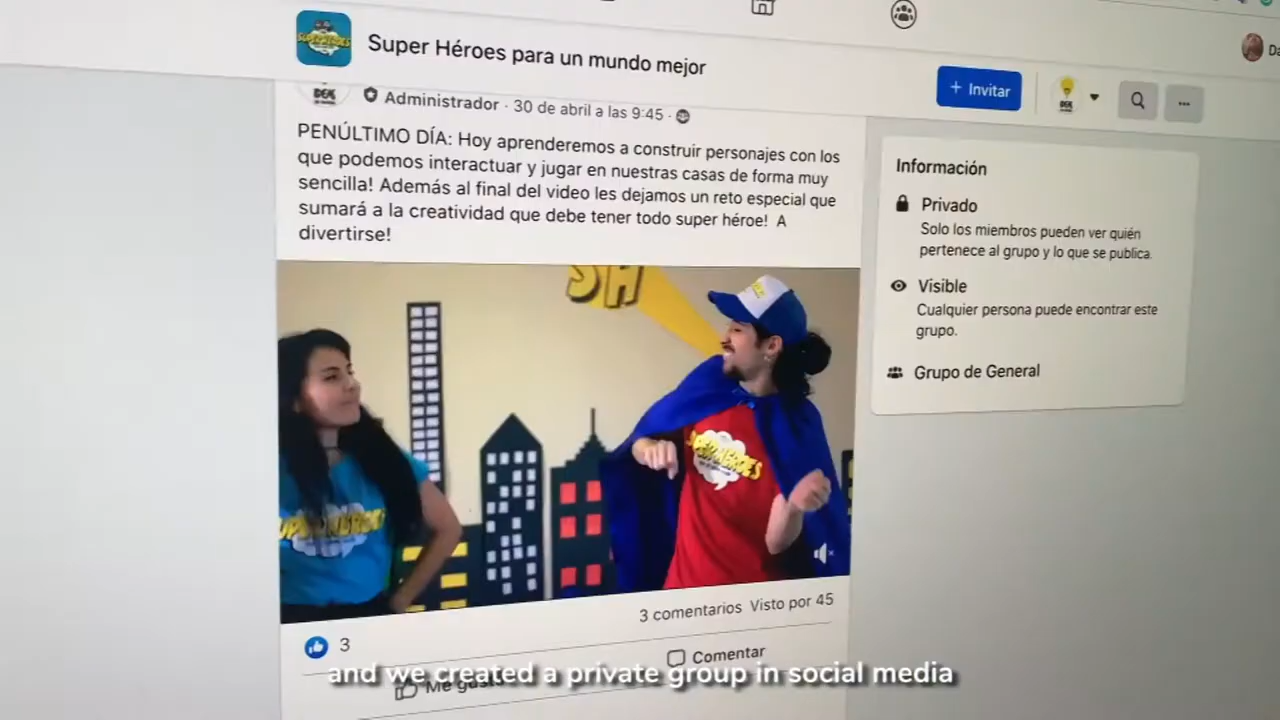 Super Héroes para un mundo mejor
+ Invitar
Administrador · 30 de abril a las 9:45 ·
PENÚLTIMO DÍA: Hoy aprenderemos a construir personajes con los
que podemos interactuar y jugar en nuestras casas de forma muy
sencilla! Además al final del video les dejamos un reto especial que
sumará a la creatividad que debe tener todo super héroe! A
divertirse!
SH
Información
Privado
Solo los miembros pueden ver quién
pertenece al grupo y lo que se publica.
Visible
Cualquier persona puede encontrar este
grupo.
Grupo de General
3
3 comentarios Visto por 45
Comentar
and we created a private group in social media